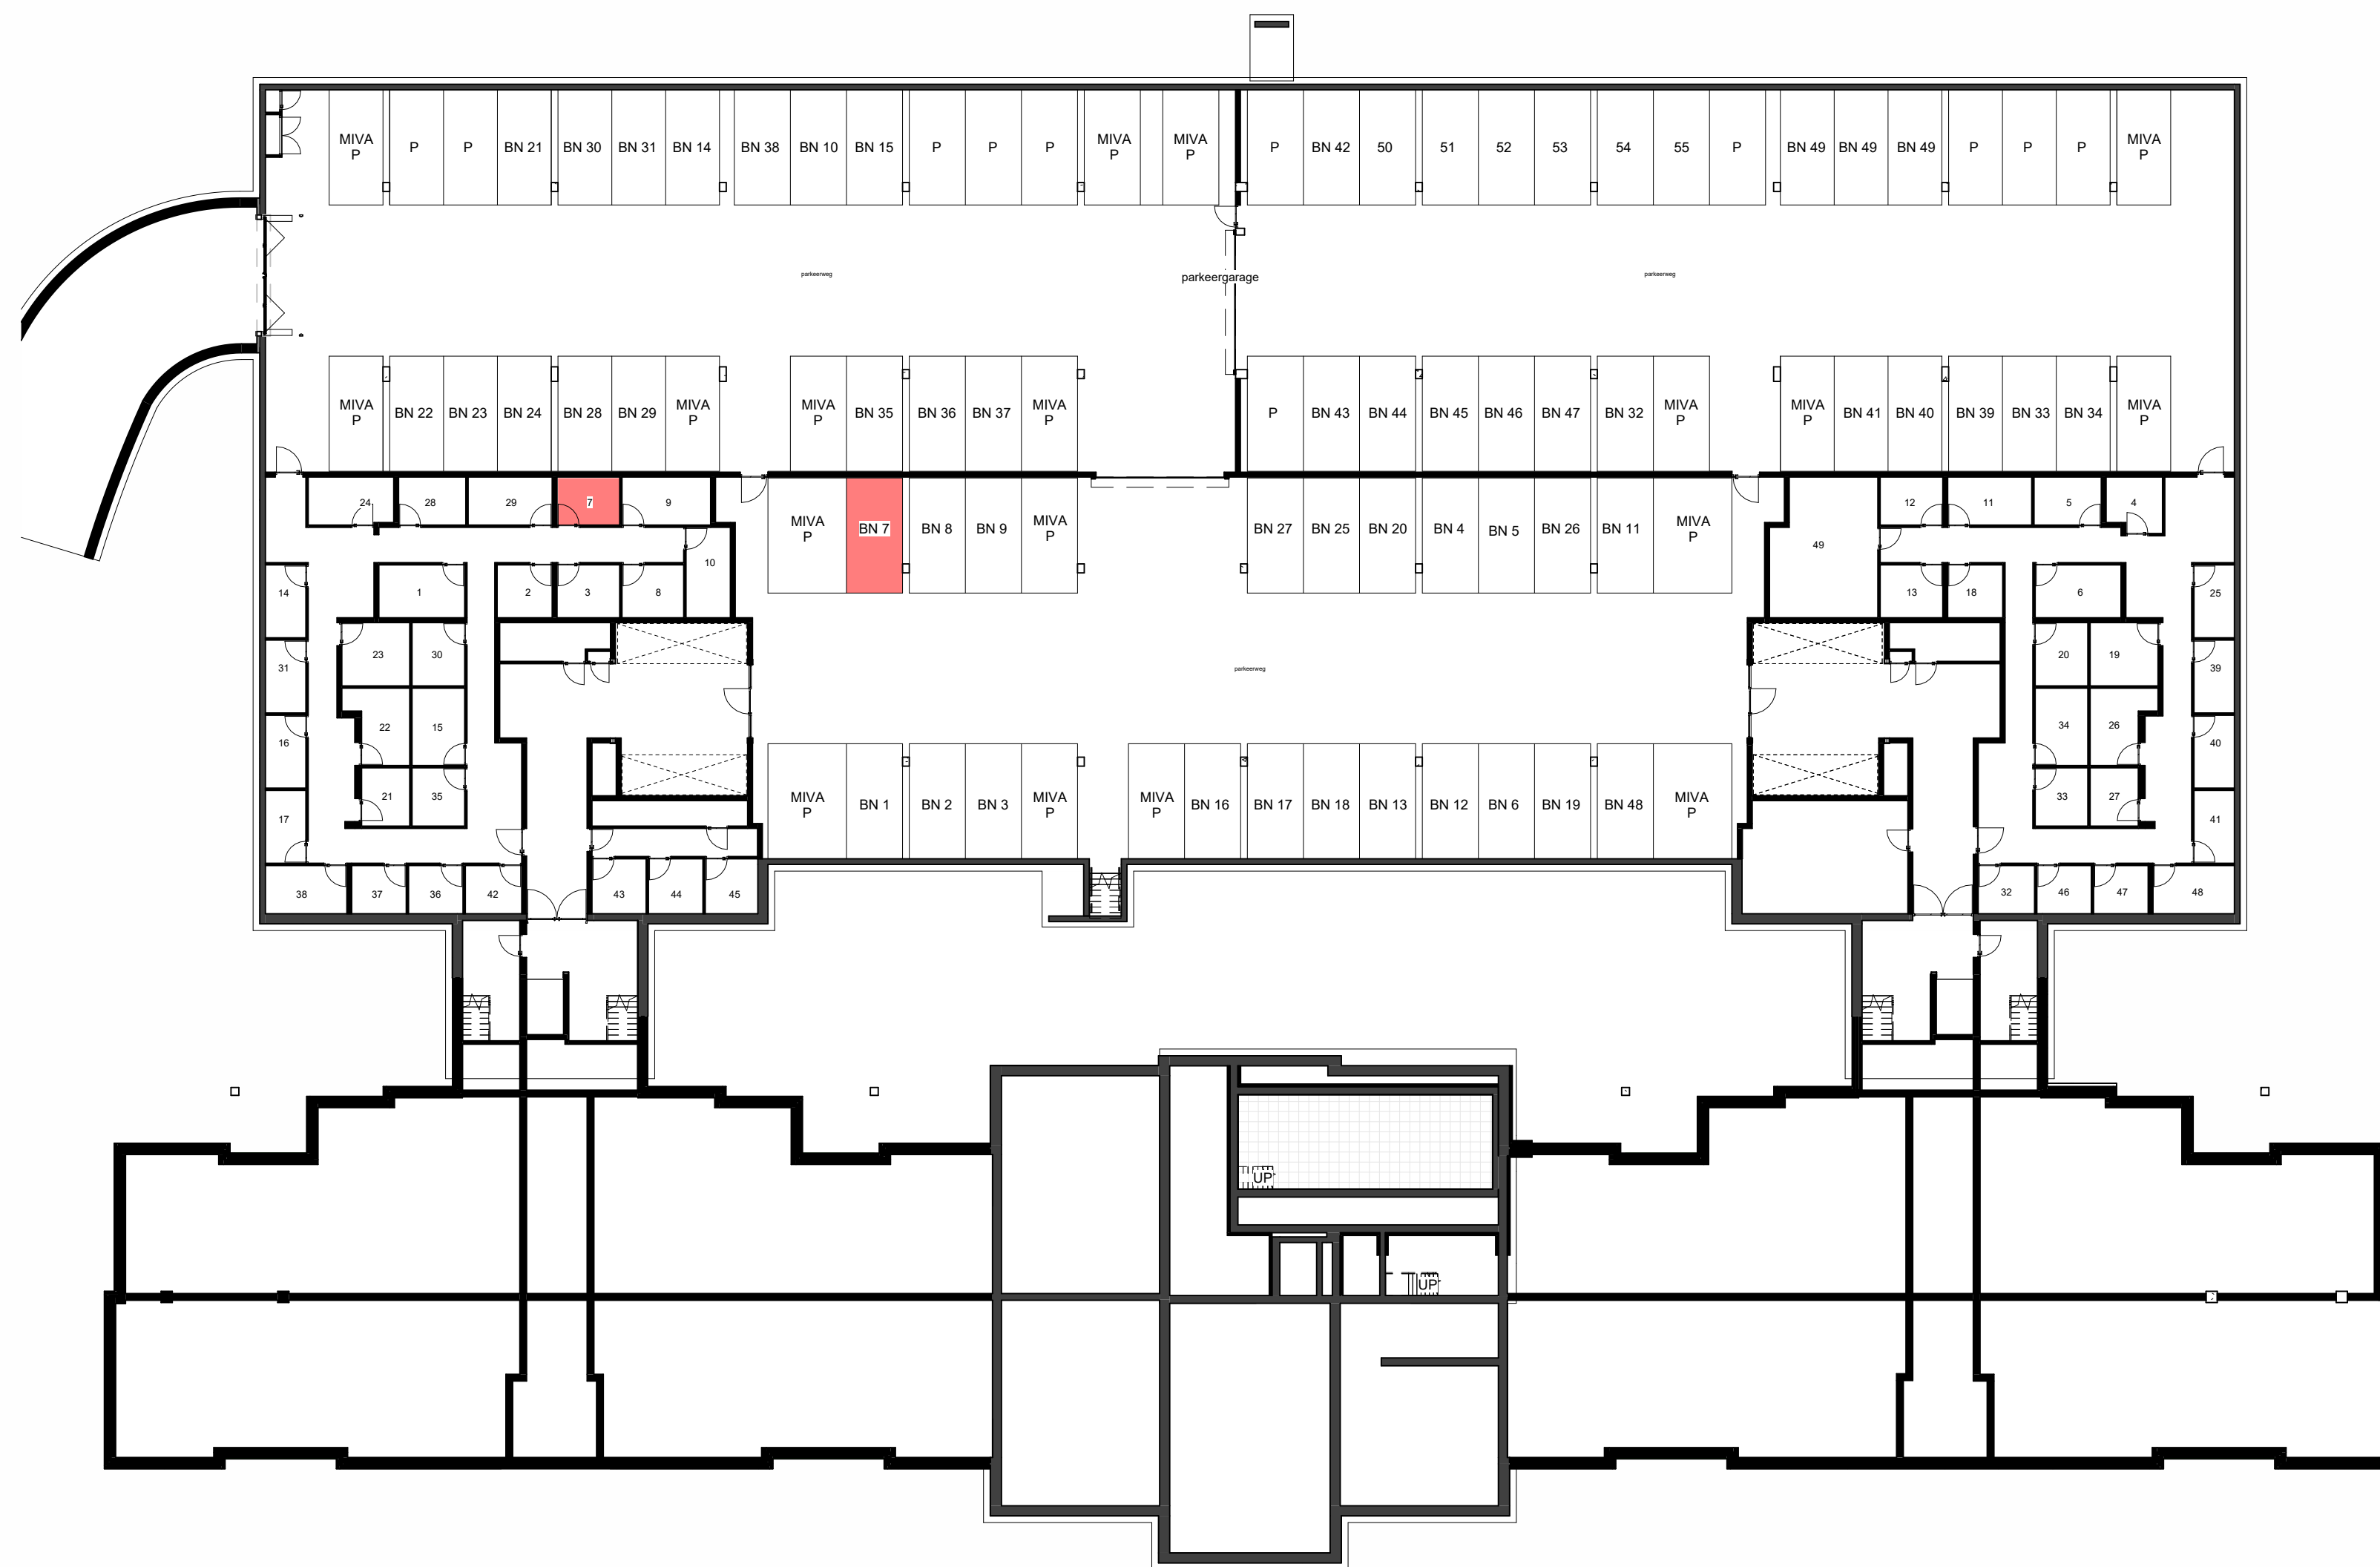 MIVA P P P BN 21 BN 30 BN 31 BN 14 BN 38 BN 10 BN 15 P P P MIVA P MIVA P P BN 42 50 51 52 53 54 55 P BN 49 BN 49 BN 49 P P P MIVA P
parkeerweg parkeergarage parkeerweg
MIVA P BN 22 BN 23 BN 24 BN 28 BN 29 MIVA P MIVA P BN 35 BN 36 BN 37 MIVA P P BN 43 BN 44 BN 45 BN 46 BN 47 BN 32 MIVA P MIVA P BN 41 BN 40 BN 39 BN 33 BN 34 MIVA P
24 28 29 7 9 12 11 5 4
MIVA P BN 7 BN 8 BN 9 MIVA P BN 27 BN 25 BN 20 BN 4 BN 5 BN 26 BN 11 MIVA P 49
10
14 1 2 3 8 13 18 6 25
23 30 20 19
31 parkeerweg 39
22 15 34 26
16 40
21 35 MIVA P BN 1 BN 2 BN 3 MIVA P MIVA P BN 16 BN 17 BN 18 BN 13 BN 12 BN 6 BN 19 BN 48 MIVA P 33 27
17 41
38 37 36 42 43 44 45 32 46 47 48
UP
UP